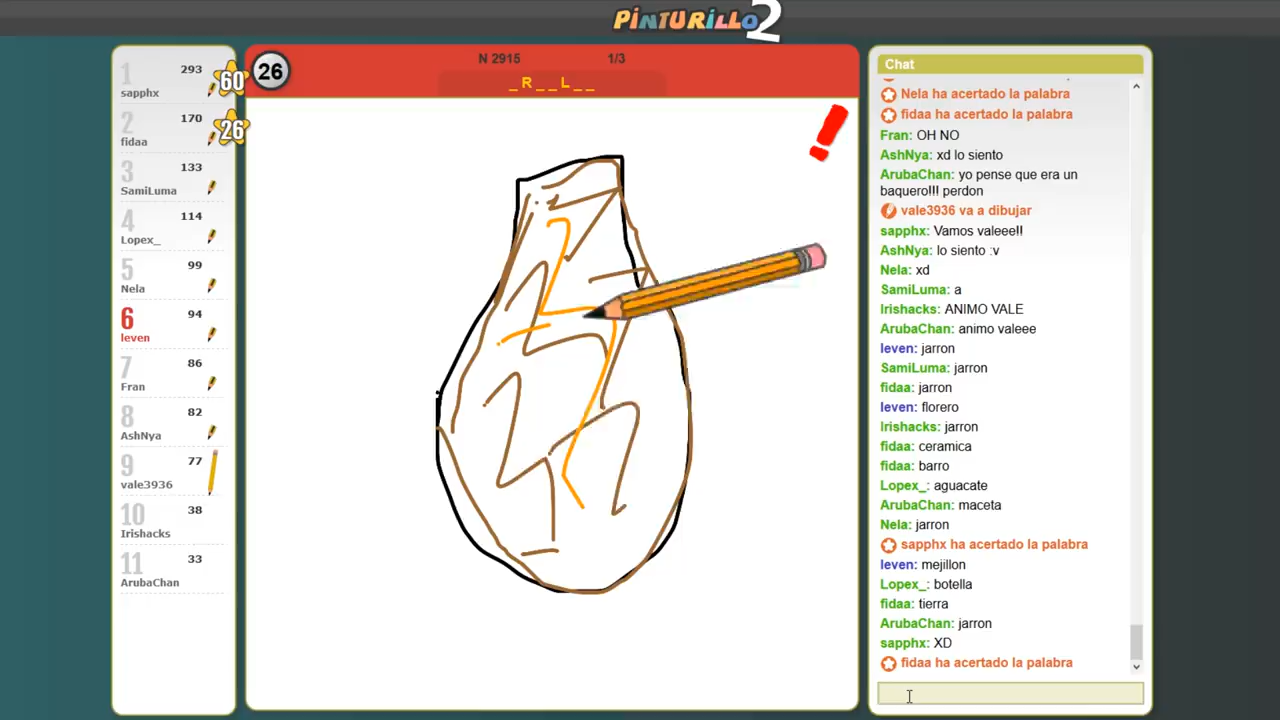 PiNTURiLLO2
N 2915 1/3
26
_ R _ _ L _ _
1 293 60
sapphx
2 170 26
fidaa
3 133
SamiLuma
4 114
Lopex_
5 99
Nela
6 94
leven
7 86
Fran
8 82
AshNya
9 77
vale3936
10 38
Irishacks
11 33
ArubaChan
Chat
Nela ha acertado la palabra
fidaa ha acertado la palabra
Fran: OH NO
AshNya: xd lo siento
ArubaChan: yo pense que era un
baquero!!! perdon
vale3936 va a dibujar
sapphx: Vamos valeee!!
AshNya: lo siento :v
Nela: xd
SamiLuma: a
Irishacks: ANIMO VALE
ArubaChan: animo valeee
leven: jarron
SamiLuma: jarron
fidaa: jarron
leven: florero
Irishacks: jarron
fidaa: ceramica
fidaa: barro
Lopex_: aguacate
ArubaChan: maceta
Nela: jarron
sapphx ha acertado la palabra
leven: mejillon
Lopex_: botella
fidaa: tierra
ArubaChan: jarron
sapphx: XD
fidaa ha acertado la palabra